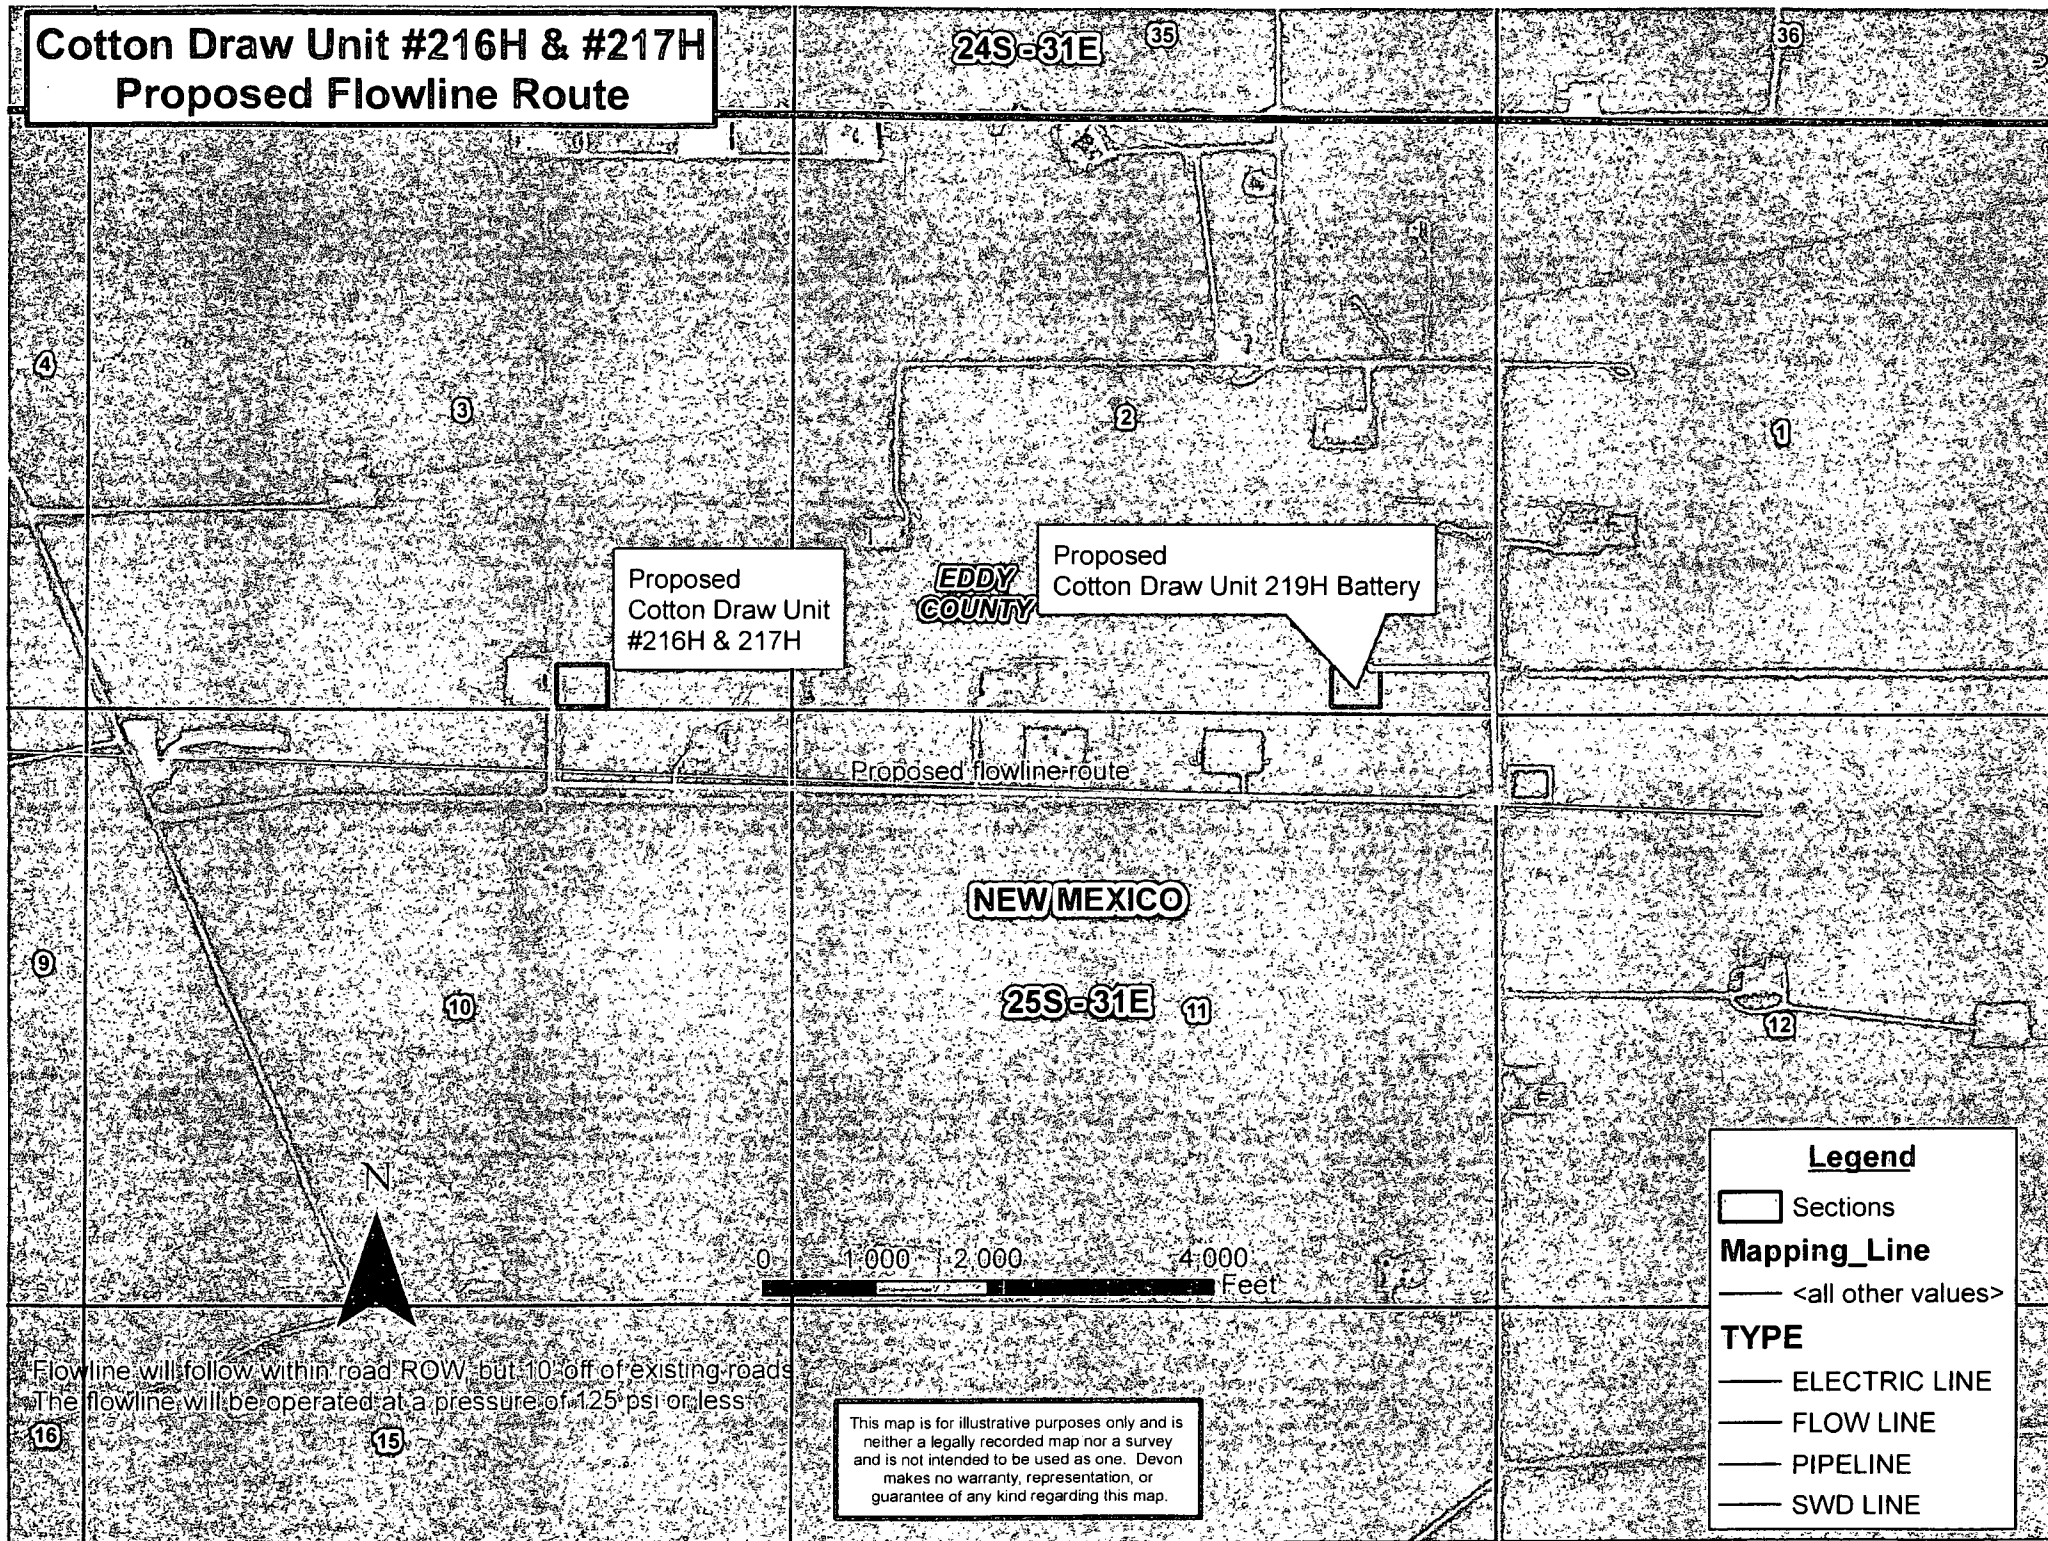 Cotton Draw Unit #216H & #217H
Proposed Flowline Route
24S - 31E
35
36
4
3
2
1
Proposed
Cotton Draw Unit
#216H & 217H
EDDY
COUNTY
Proposed
Cotton Draw Unit 219H Battery
Proposed flowline route
NEW MEXICO
9
10
25S - 31E
11
12
N
0 1 000 2 000 4 000
Feet
Flowline will follow within road ROW but 10' off of existing roads
The flowline will be operated at a pressure of 125 psi or less
16
15
This map is for illustrative purposes only and is
neither a legally recorded map nor a survey
and is not intended to be used as one. Devon
makes no warranty, representation, or
guarantee of any kind regarding this map.
Legend
Sections
Mapping_Line
<all other values>
TYPE
ELECTRIC LINE
FLOW LINE
PIPELINE
SWD LINE